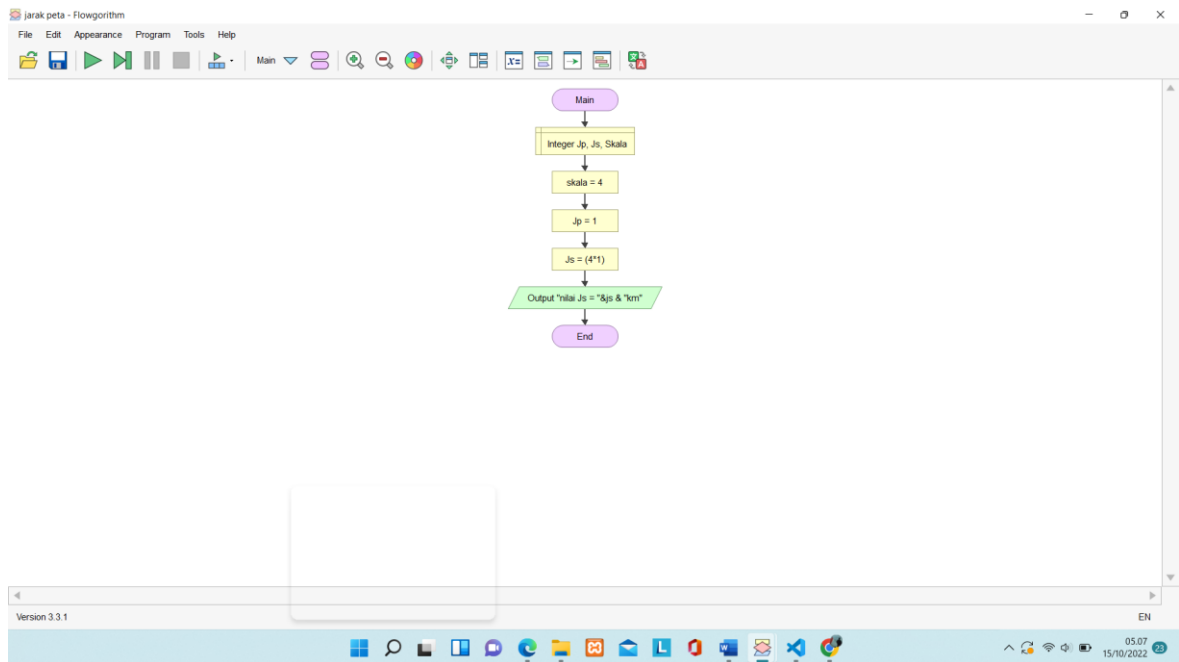 jarak peta - Flowgorithm
File Edit Appearance Program Tools Help
Main
Main
Integer Jp, Js, Skala
skala = 4
Jp = 1
Js = (4*1)
Output "nilai Js = "&js & "km"
End
Version 3.3.1
EN
05.07
15/10/2022
23